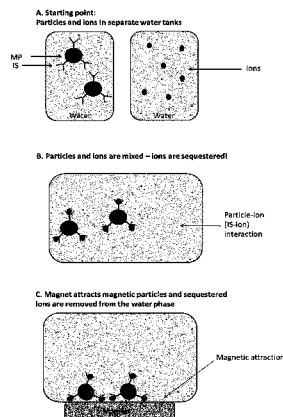 A. Starting point:
Particles and ions in separate water tanks
MP
IS
Ions
Water
Water
B. Particles and ions are mixed – ions are sequestered!
Particle-ion
(IS-ion)
interaction
C. Magnet attracts magnetic particles and sequestered
ions are removed from the water phase
Magnetic attraction
Magnet